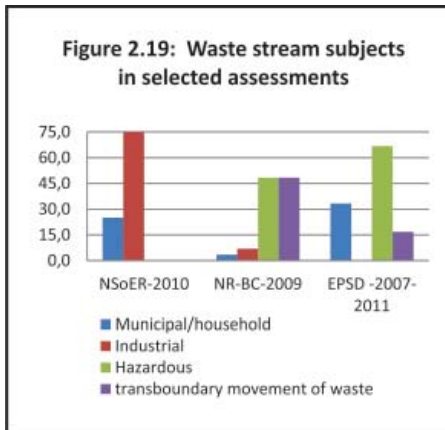 Figure 2.19:  Waste stream subjects
in selected assessments
75,0
60,0
45,0
30,0
15,0
0,0
NSoER-2010
NR-BC-2009
EPSD -2007-
2011
Municipal/household
Industrial
Hazardous
transboundary movement of waste